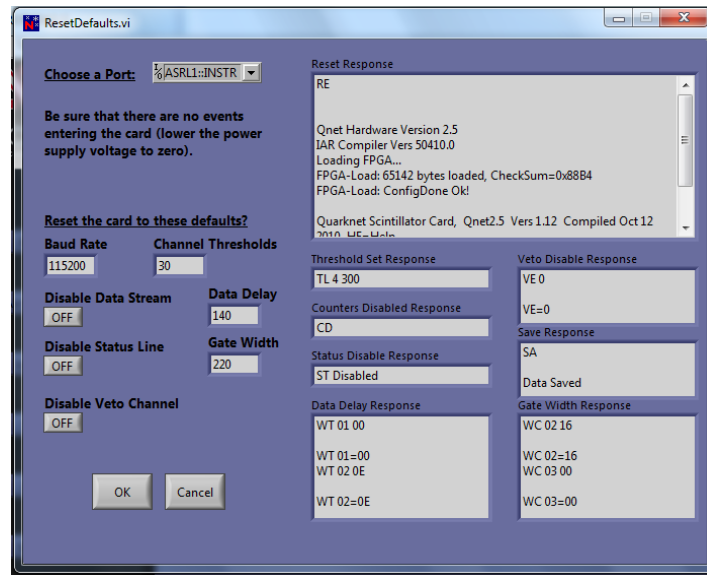 ResetDefaults.vi
Choose a Port:
ASRL1::INSTR
Be sure that there are no events
entering the card (lower the power
supply voltage to zero).
Reset the card to these defaults?
Baud Rate
Channel Thresholds
115200
30
Disable Data Stream
Data Delay
OFF
140
Disable Status Line
Gate Width
OFF
220
Disable Veto Channel
OFF
OK
Cancel
Reset Response
RE
Qnet Hardware Version 2.5
IAR Compiler Vers 50410.0
Loading FPGA...
FPGA-Load: 65142 bytes loaded, CheckSum=0x88B4
FPGA-Load: ConfigDone Ok!
Quarknet Scintillator Card, Qnet2.5 Vers 1.12 Compiled Oct 12
2010 HE=Help
Threshold Set Response
TL 4 300
Counters Disabled Response
CD
Status Disable Response
ST Disabled
Data Delay Response
WT 01 00
WT 01=00
WT 02 0E
WT 02=0E
Veto Disable Response
VE 0
VE=0
Save Response
SA
Data Saved
Gate Width Response
WC 02 16
WC 02=16
WC 03 00
WC 03=00